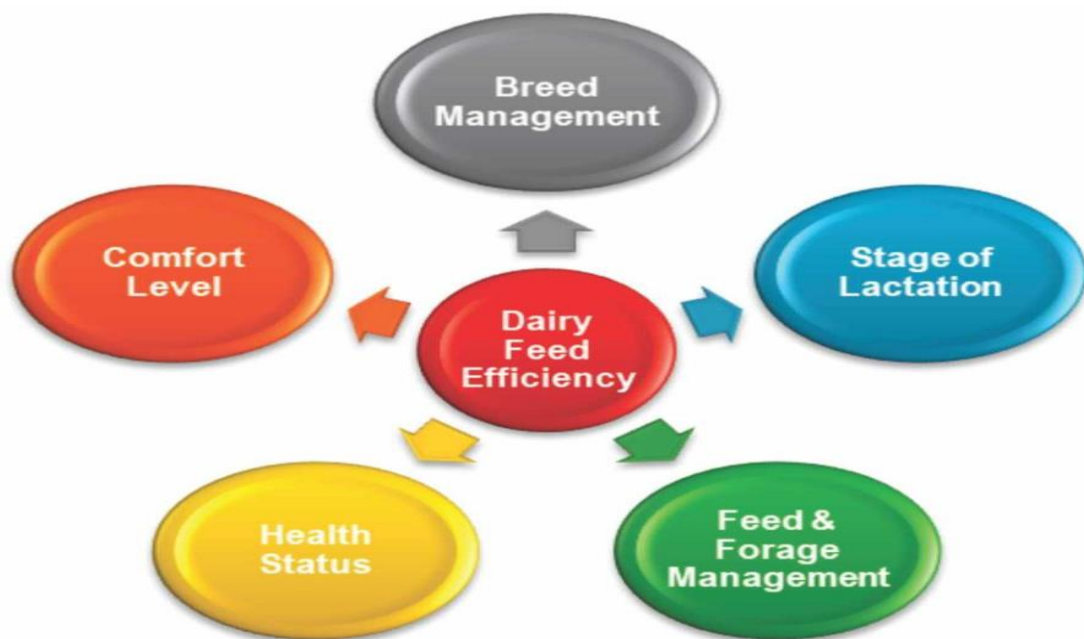 Breed
Management
Comfort
Level
Stage of
Lactation
Dairy
Feed
Efficiency
Health
Status
Feed &
Forage
Management